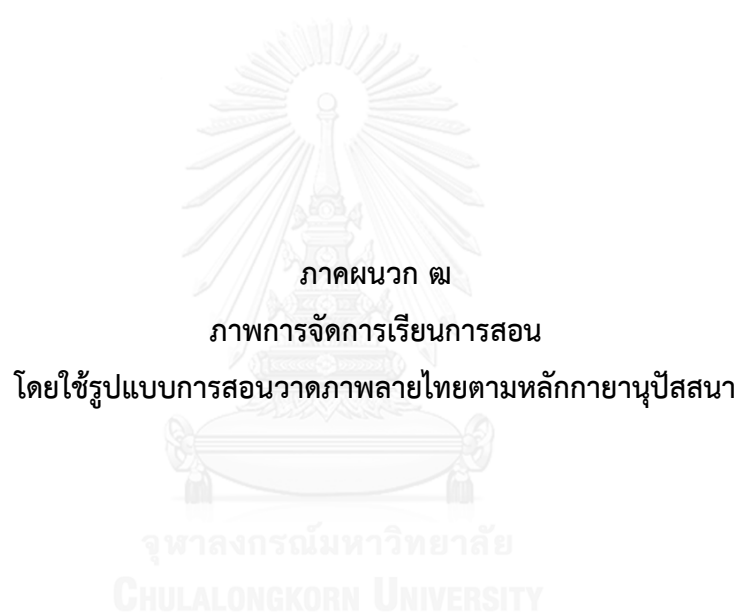 ภาคผนวก ฒ
ภาพการจัดการเรียนการสอน
โดยใช้รูปแบบการสอนวาดภาพลายไทยตามหลักกายานุปัสสนา
จุฬาลงกรณ์มหาวิทยาลัย
CHULALONGKORN UNIVERSITY